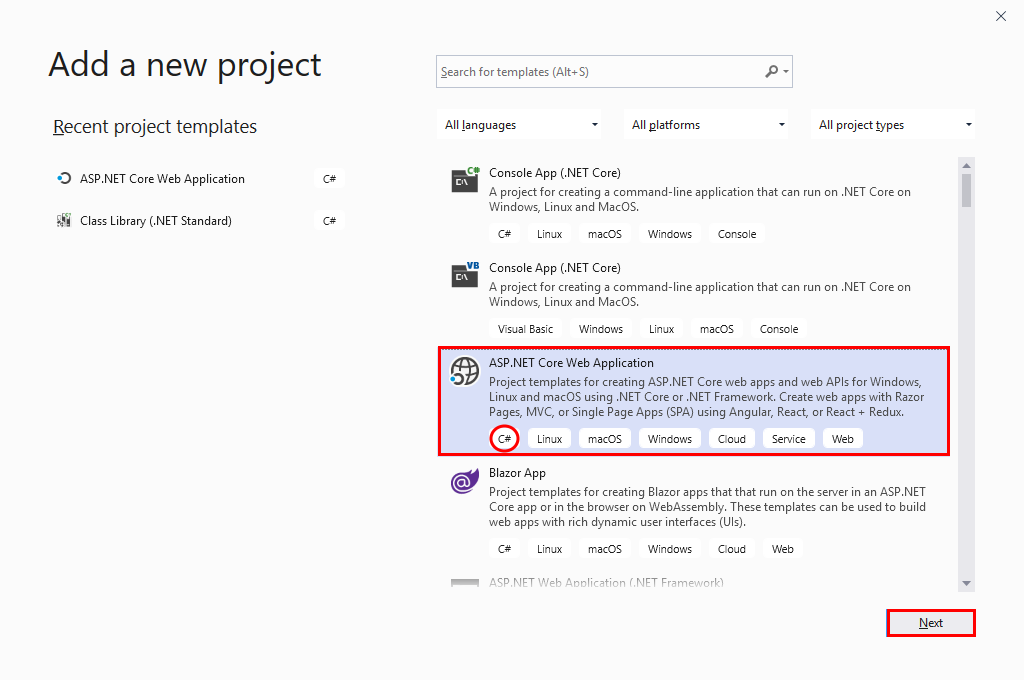 Add a new project
Search for templates (Alt+S)
Recent project templates
ASP.NET Core Web Application C#
Class Library (.NET Standard) C#
All languages All platforms All project types
C#
Console App (.NET Core)
A project for creating a command-line application that can run on .NET Core on
Windows, Linux and MacOS.
C# Linux macOS Windows Console
VB
Console App (.NET Core)
A project for creating a command-line application that can run on .NET Core on
Windows, Linux and MacOS.
Visual Basic Windows Linux macOS Console
ASP.NET Core Web Application
Project templates for creating ASP.NET Core web apps and web APIs for Windows,
Linux and macOS using .NET Core or .NET Framework. Create web apps with Razor
Pages, MVC, or Single Page Apps (SPA) using Angular, React, or React + Redux.
C# Linux macOS Windows Cloud Service Web
Blazor App
Project templates for creating Blazor apps that that run on the server in an ASP.NET
Core app or in the browser on WebAssembly. These templates can be used to build
web apps with rich dynamic user interfaces (UIs).
C# Linux macOS Windows Cloud Web
ASP.NET Web Application (.NET Framework)
Next